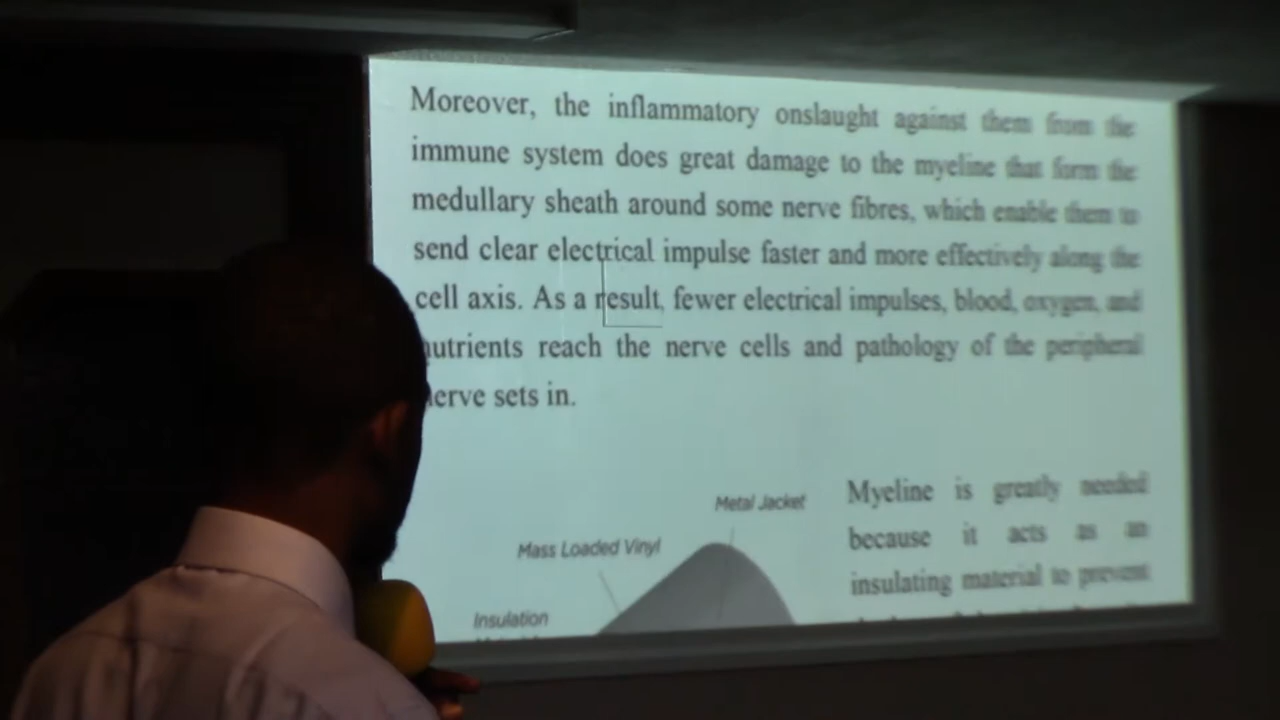 Moreover, the inflammatory onslaught against them from the
immune system does great damage to the myeline that form the
medullary sheath around some nerve fibres, which enable them to
send clear electrical impulse faster and more effectively along the
cell axis. As a result, fewer electrical impulses, blood, oxygen, and
nutrients reach the nerve cells and pathology of the peripheral
nerve sets in.
Metal Jacket
Mass Loaded Vinyl
Insulation
Myeline is greatly needed
because it acts as an
insulating material to prevent